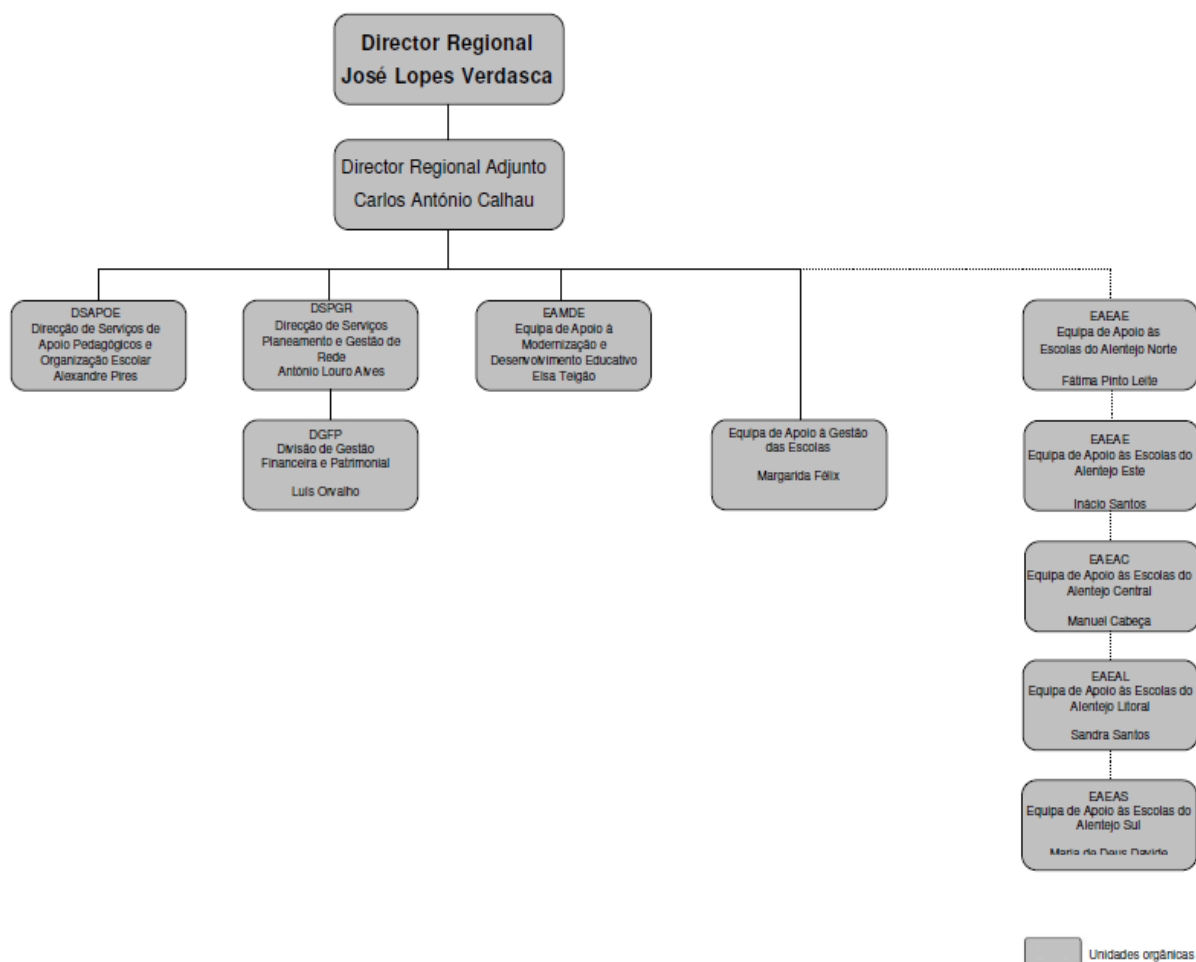 Director Regional
José Lopes Verdasca
Director Regional Adjunto
Carlos António Calhau
DSAPOE
Direcção de Serviços de
Apoio Pedagógicos e
Organização Escolar
Alexandre Pires
DSPGR
Direcção de Serviços
Planeamento e Gestão de
Rede
António Louro Alves
EAMDE
Equipa de Apoio à
Modernização e
Desenvolvimento Educativo
Elsa Teigão
EAEAE
Equipa de Apoio às
Escolas do Alentejo Norte
Fátima Pinto Leite
DGFP
Divisão de Gestão
Financeira e Patrimonial
Luís Orvalho
Equipa de Apoio à Gestão
das Escolas
Margarida Félix
EAEAE
Equipa de Apoio às Escolas do
Alentejo Este
Inácio Santos
EAEAC
Equipa de Apoio às Escolas do
Alentejo Central
Manuel Cabeça
EAEAL
Equipa de Apoio às Escolas do
Alentejo Litoral
Sandra Santos
EAEAS
Equipa de Apoio às Escolas do
Alentejo Sul
Maria de Deus Davide
Unidades orgânicas